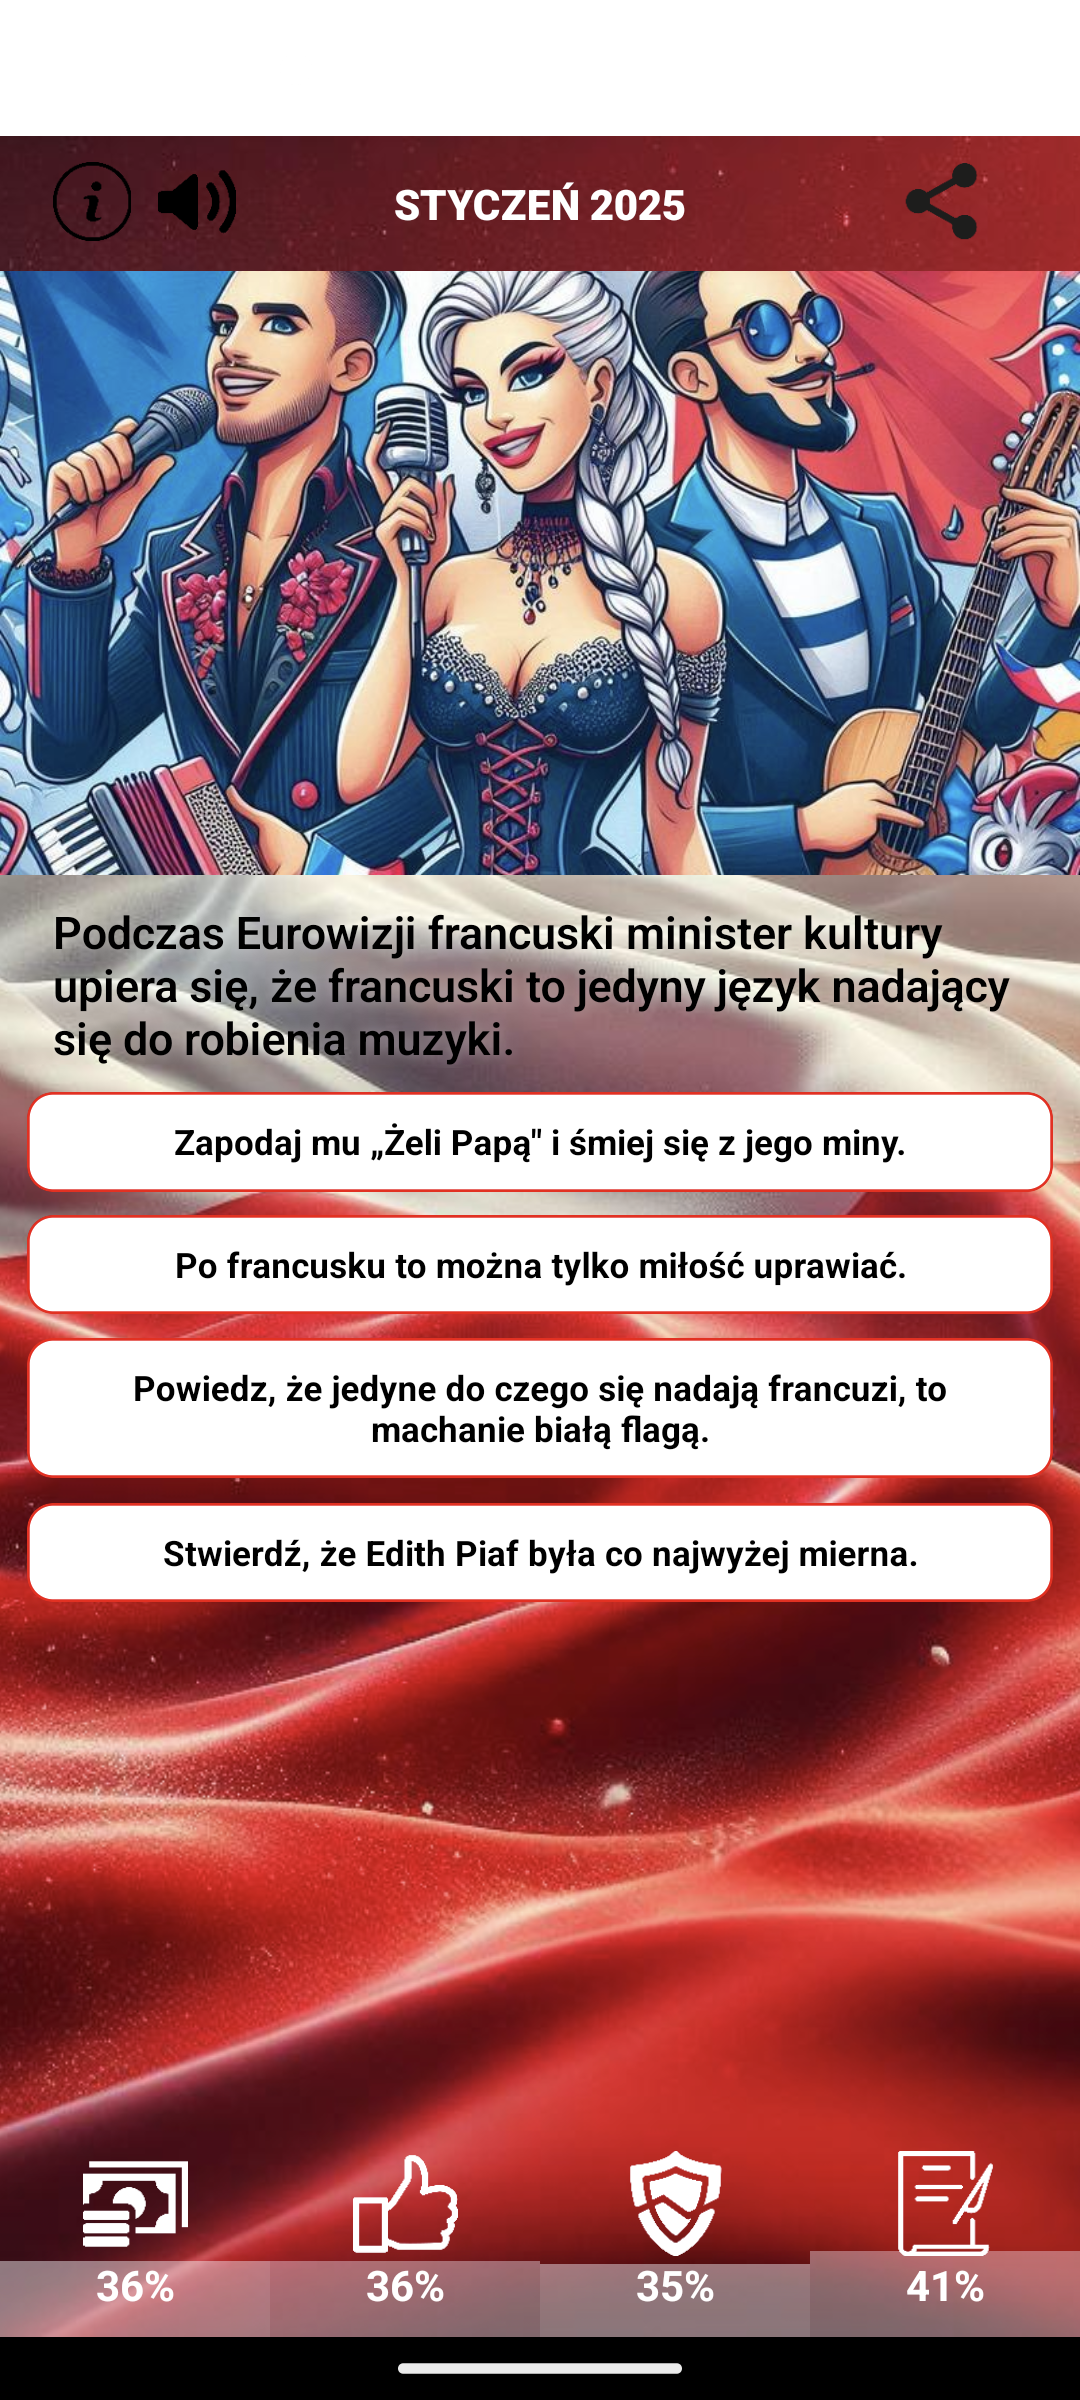 STYCZEŃ 2025
Podczas Eurowizji francuski minister kultury
upiera się, że francuski to jedyny język nadający
się do robienia muzyki.
Zapodaj mu „Żeli Papą" i śmiej się z jego miny.
Po francusku to można tylko miłość uprawiać.
Powiedz, że jedyne do czego się nadają francuzi, to
machanie białą flagą.
Stwierdź, że Edith Piaf była co najwyżej mierna.
36% 36% 35% 41%